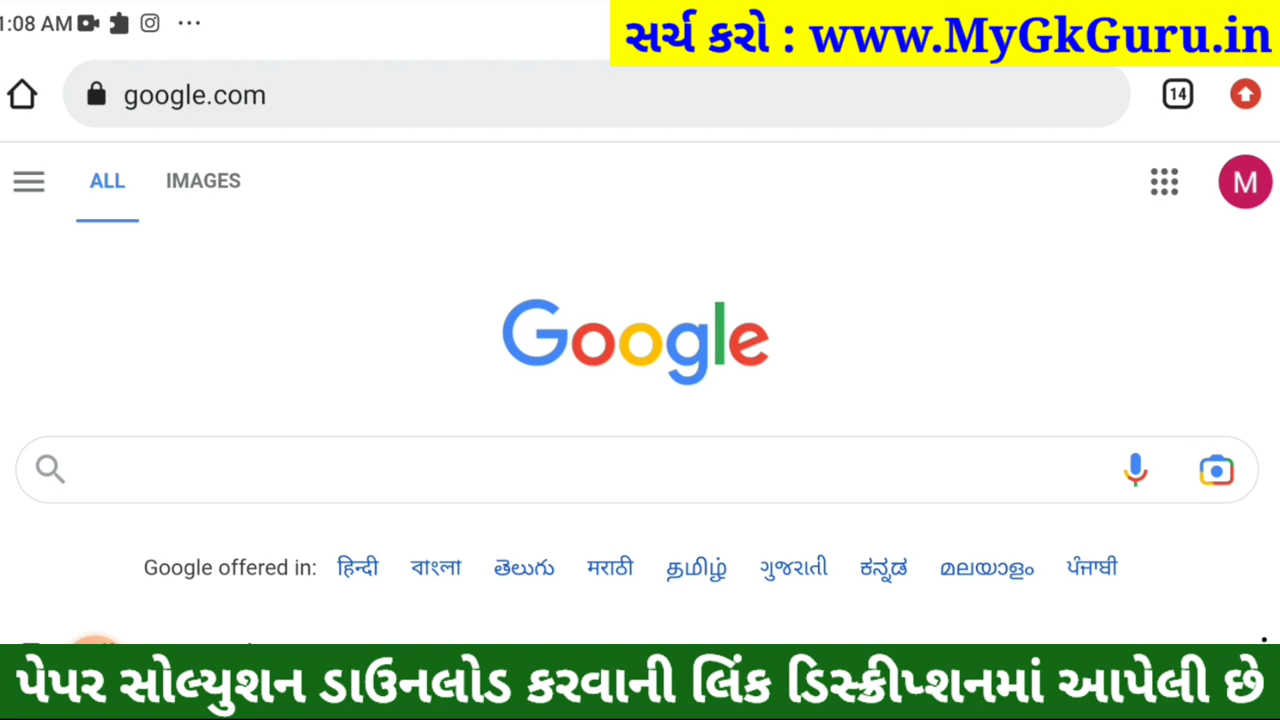 1:08 AM
સર્ચ કરો : www.MyGkGuru.in
google.com
14
ALL IMAGES
M
Google
Google offered in: हिन्दी বাংলা తెలుగు मराठी தமிழ் ગુજરાતી ಕನ್ನಡ മലയാളം ਪੰਜਾਬੀ
પેપર સોલ્યુશન ડાઉનલોડ કરવાની લિંક ડિસ્ક્રીપ્શનમાં આપેલી છે